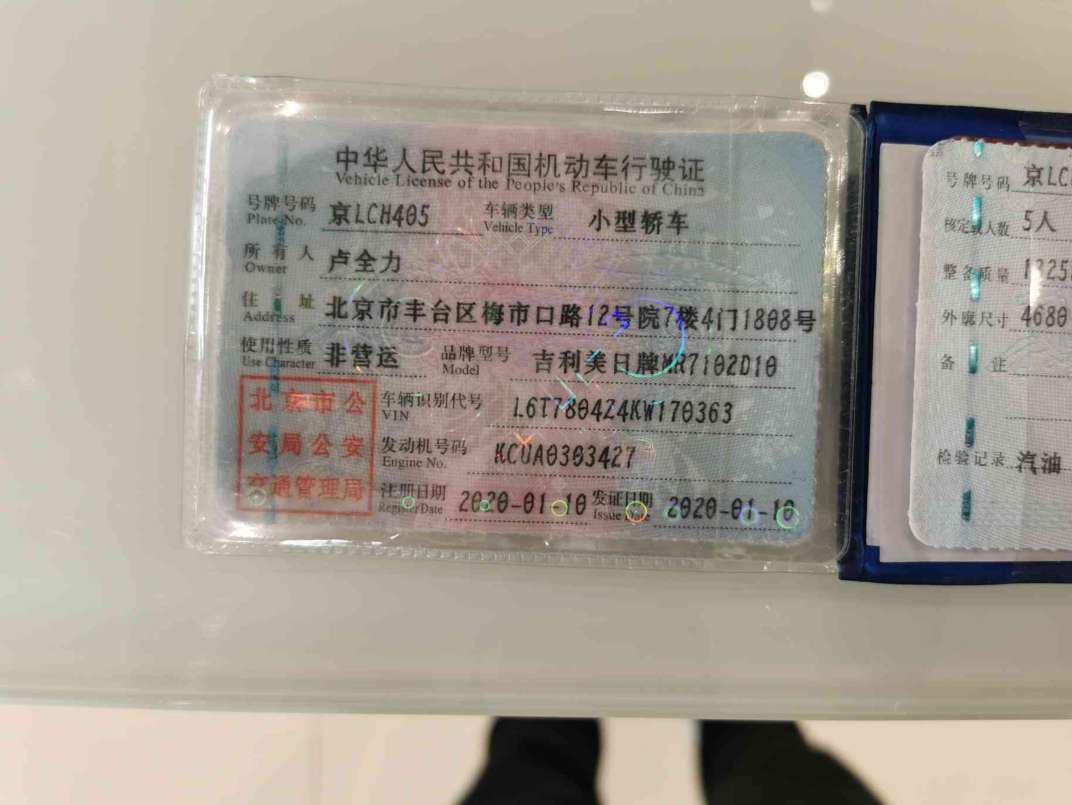 中华人民共和国机动车行驶证
Vehicle License of the People's Republic of China
号牌号码 京LCH405 车辆类型 小型轿车
Plate No. Vehicle Type
所有人 卢全力
Owner
住址 北京市丰台区梅市口路12号院7楼4门1808号
Address
使用性质 非营运 品牌型号 吉利美日牌MR7102D10
Use Character Model
北京市公
安局公安
交通管理局
车辆识别代号 L6T7804Z4KW170363
VIN
发动机号码 KCUA0303427
Engine No.
注册日期 2020-01-10 发证日期 2020-01-10
Register Date Issue Date
号牌号码 京LC
核定载人数 5人
整备质量 1325
外廓尺寸 4680
备注
检验记录 汽油